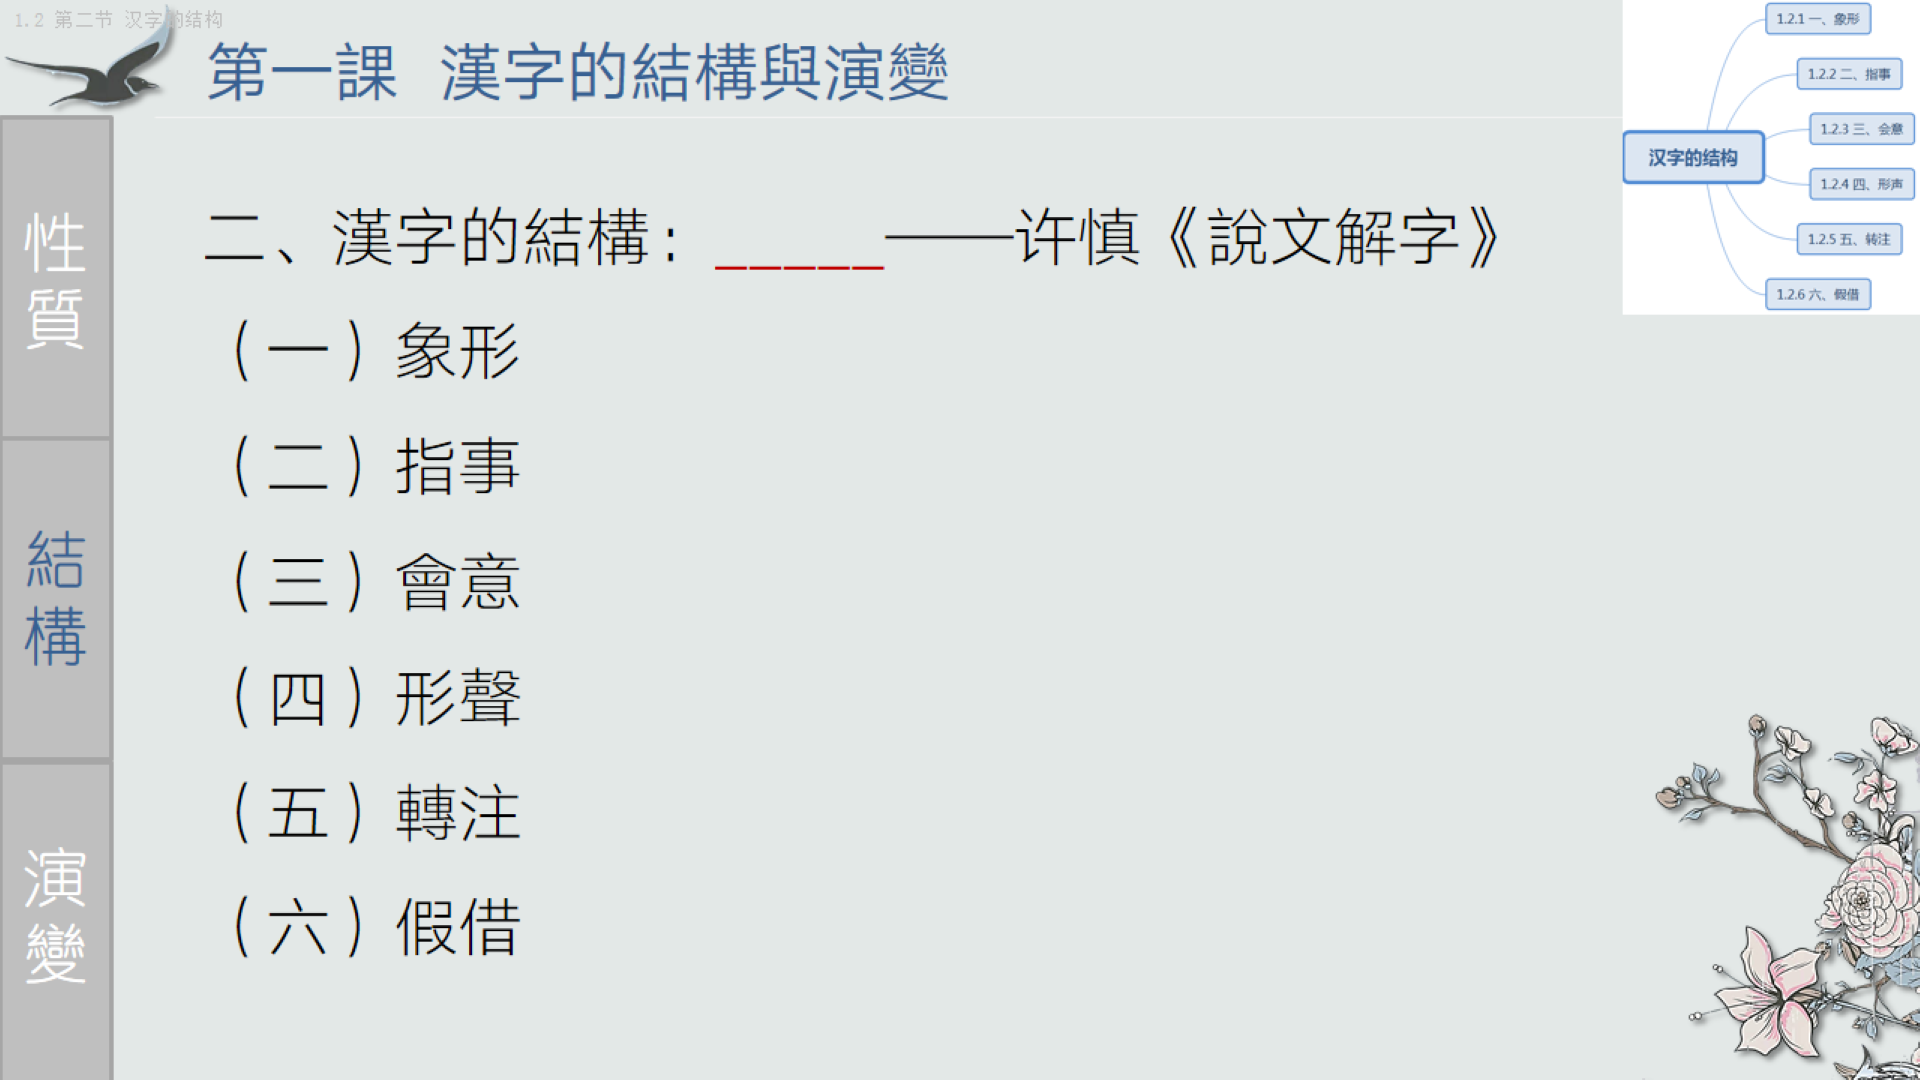 1.2 第二节 汉字的结构
第一課 漢字的結構與演變
性質
結構
演變
二、漢字的結構：_____——许慎《說文解字》
（一）象形
（二）指事
（三）會意
（四）形聲
（五）轉注
（六）假借
汉字的结构
1.2.1 一、象形
1.2.2 二、指事
1.2.3 三、会意
1.2.4 四、形声
1.2.5 五、转注
1.2.6 六、假借